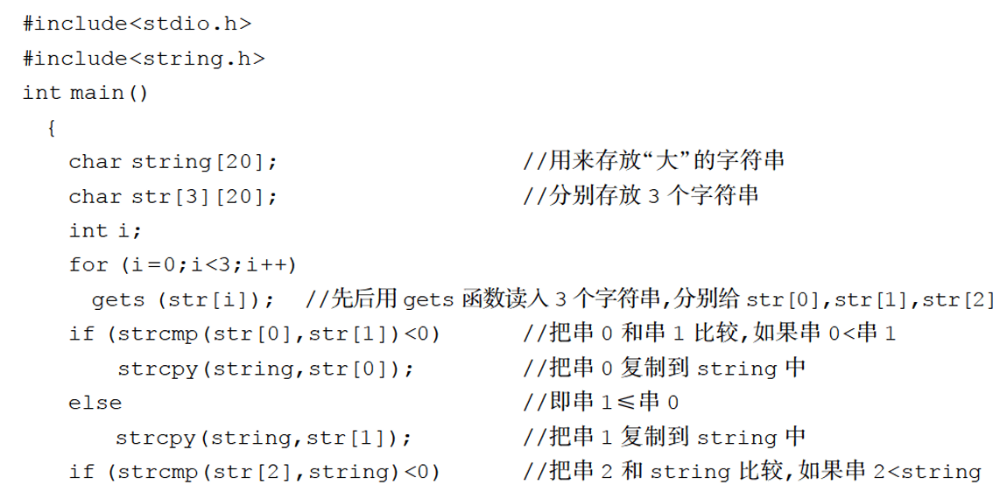 #include<stdio.h>
#include<string.h>
int main()
{
char string[20]; //用来存放“大”的字符串
char str[3][20]; //分别存放 3 个字符串
int i;
for (i=0;i<3;i++)
gets (str[i]); //先后用 gets 函数读入 3 个字符串,分别给 str[0],str[1],str[2]
if (strcmp(str[0],str[1])<0) //把串 0 和串 1 比较,如果串 0<串 1
strcpy(string,str[0]); //把串 0 复制到 string 中
else //即串 1≤串 0
strcpy(string,str[1]); //把串 1 复制到 string 中
if (strcmp(str[2],string)<0) //把串 2 和 string 比较,如果串 2<string